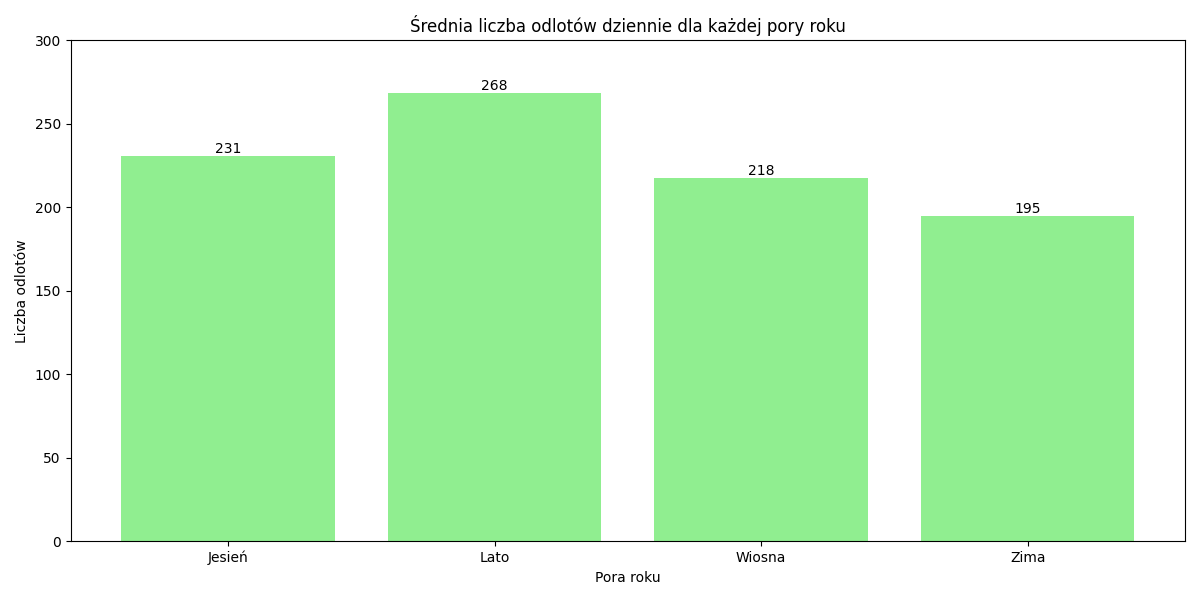 Średnia liczba odlotów dziennie dla każdej pory roku
300
250
200
150
100
50
0
Liczba odlotów
231
268
218
195
Jesień
Lato
Wiosna
Zima
Pora roku